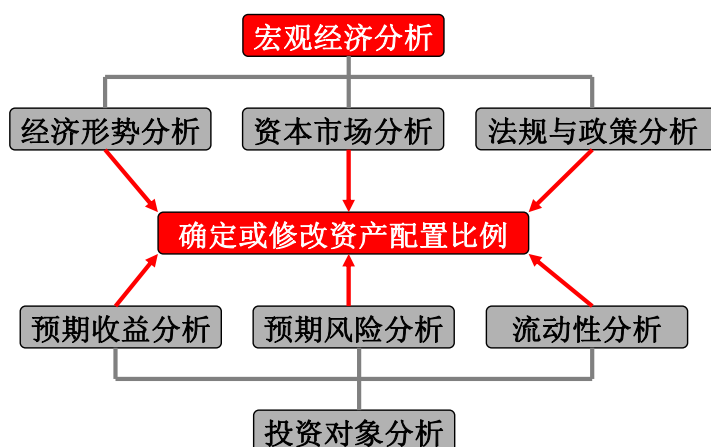 宏观经济分析
经济形势分析
资本市场分析
法规与政策分析
确定或修改资产配置比例
预期收益分析
预期风险分析
流动性分析
投资对象分析